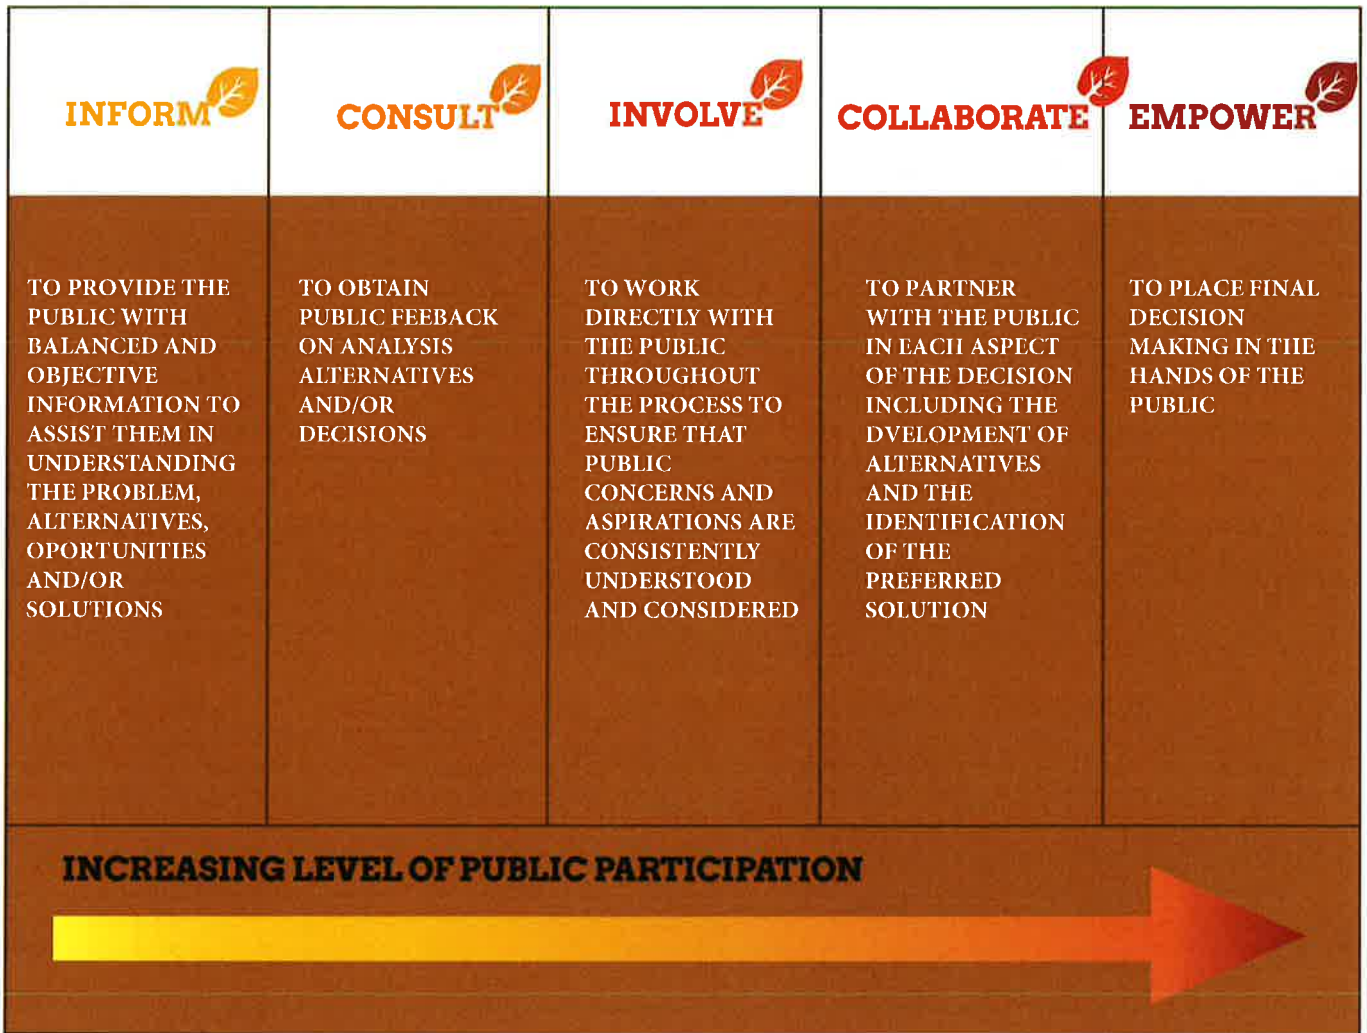 INFORM
CONSULT
INVOLVE
COLLABORATE
EMPOWER
TO PROVIDE THE
PUBLIC WITH
BALANCED AND
OBJECTIVE
INFORMATION TO
ASSIST THEM IN
UNDERSTANDING
THE PROBLEM,
ALTERNATIVES,
OPORTUNITIES
AND/OR
SOLUTIONS
TO OBTAIN
PUBLIC FEEBACK
ON ANALYSIS
ALTERNATIVES
AND/OR
DECISIONS
TO WORK
DIRECTLY WITH
THE PUBLIC
THROUGHOUT
THE PROCESS TO
ENSURE THAT
PUBLIC
CONCERNS AND
ASPIRATIONS ARE
CONSISTENTLY
UNDERSTOOD
AND CONSIDERED
TO PARTNER
WITH THE PUBLIC
IN EACH ASPECT
OF THE DECISION
INCLUDING THE
DVELOPMENT OF
ALTERNATIVES
AND THE
IDENTIFICATION
OF THE
PREFERRED
SOLUTION
TO PLACE FINAL
DECISION
MAKING IN THE
HANDS OF THE
PUBLIC
INCREASING LEVEL OF PUBLIC PARTICIPATION